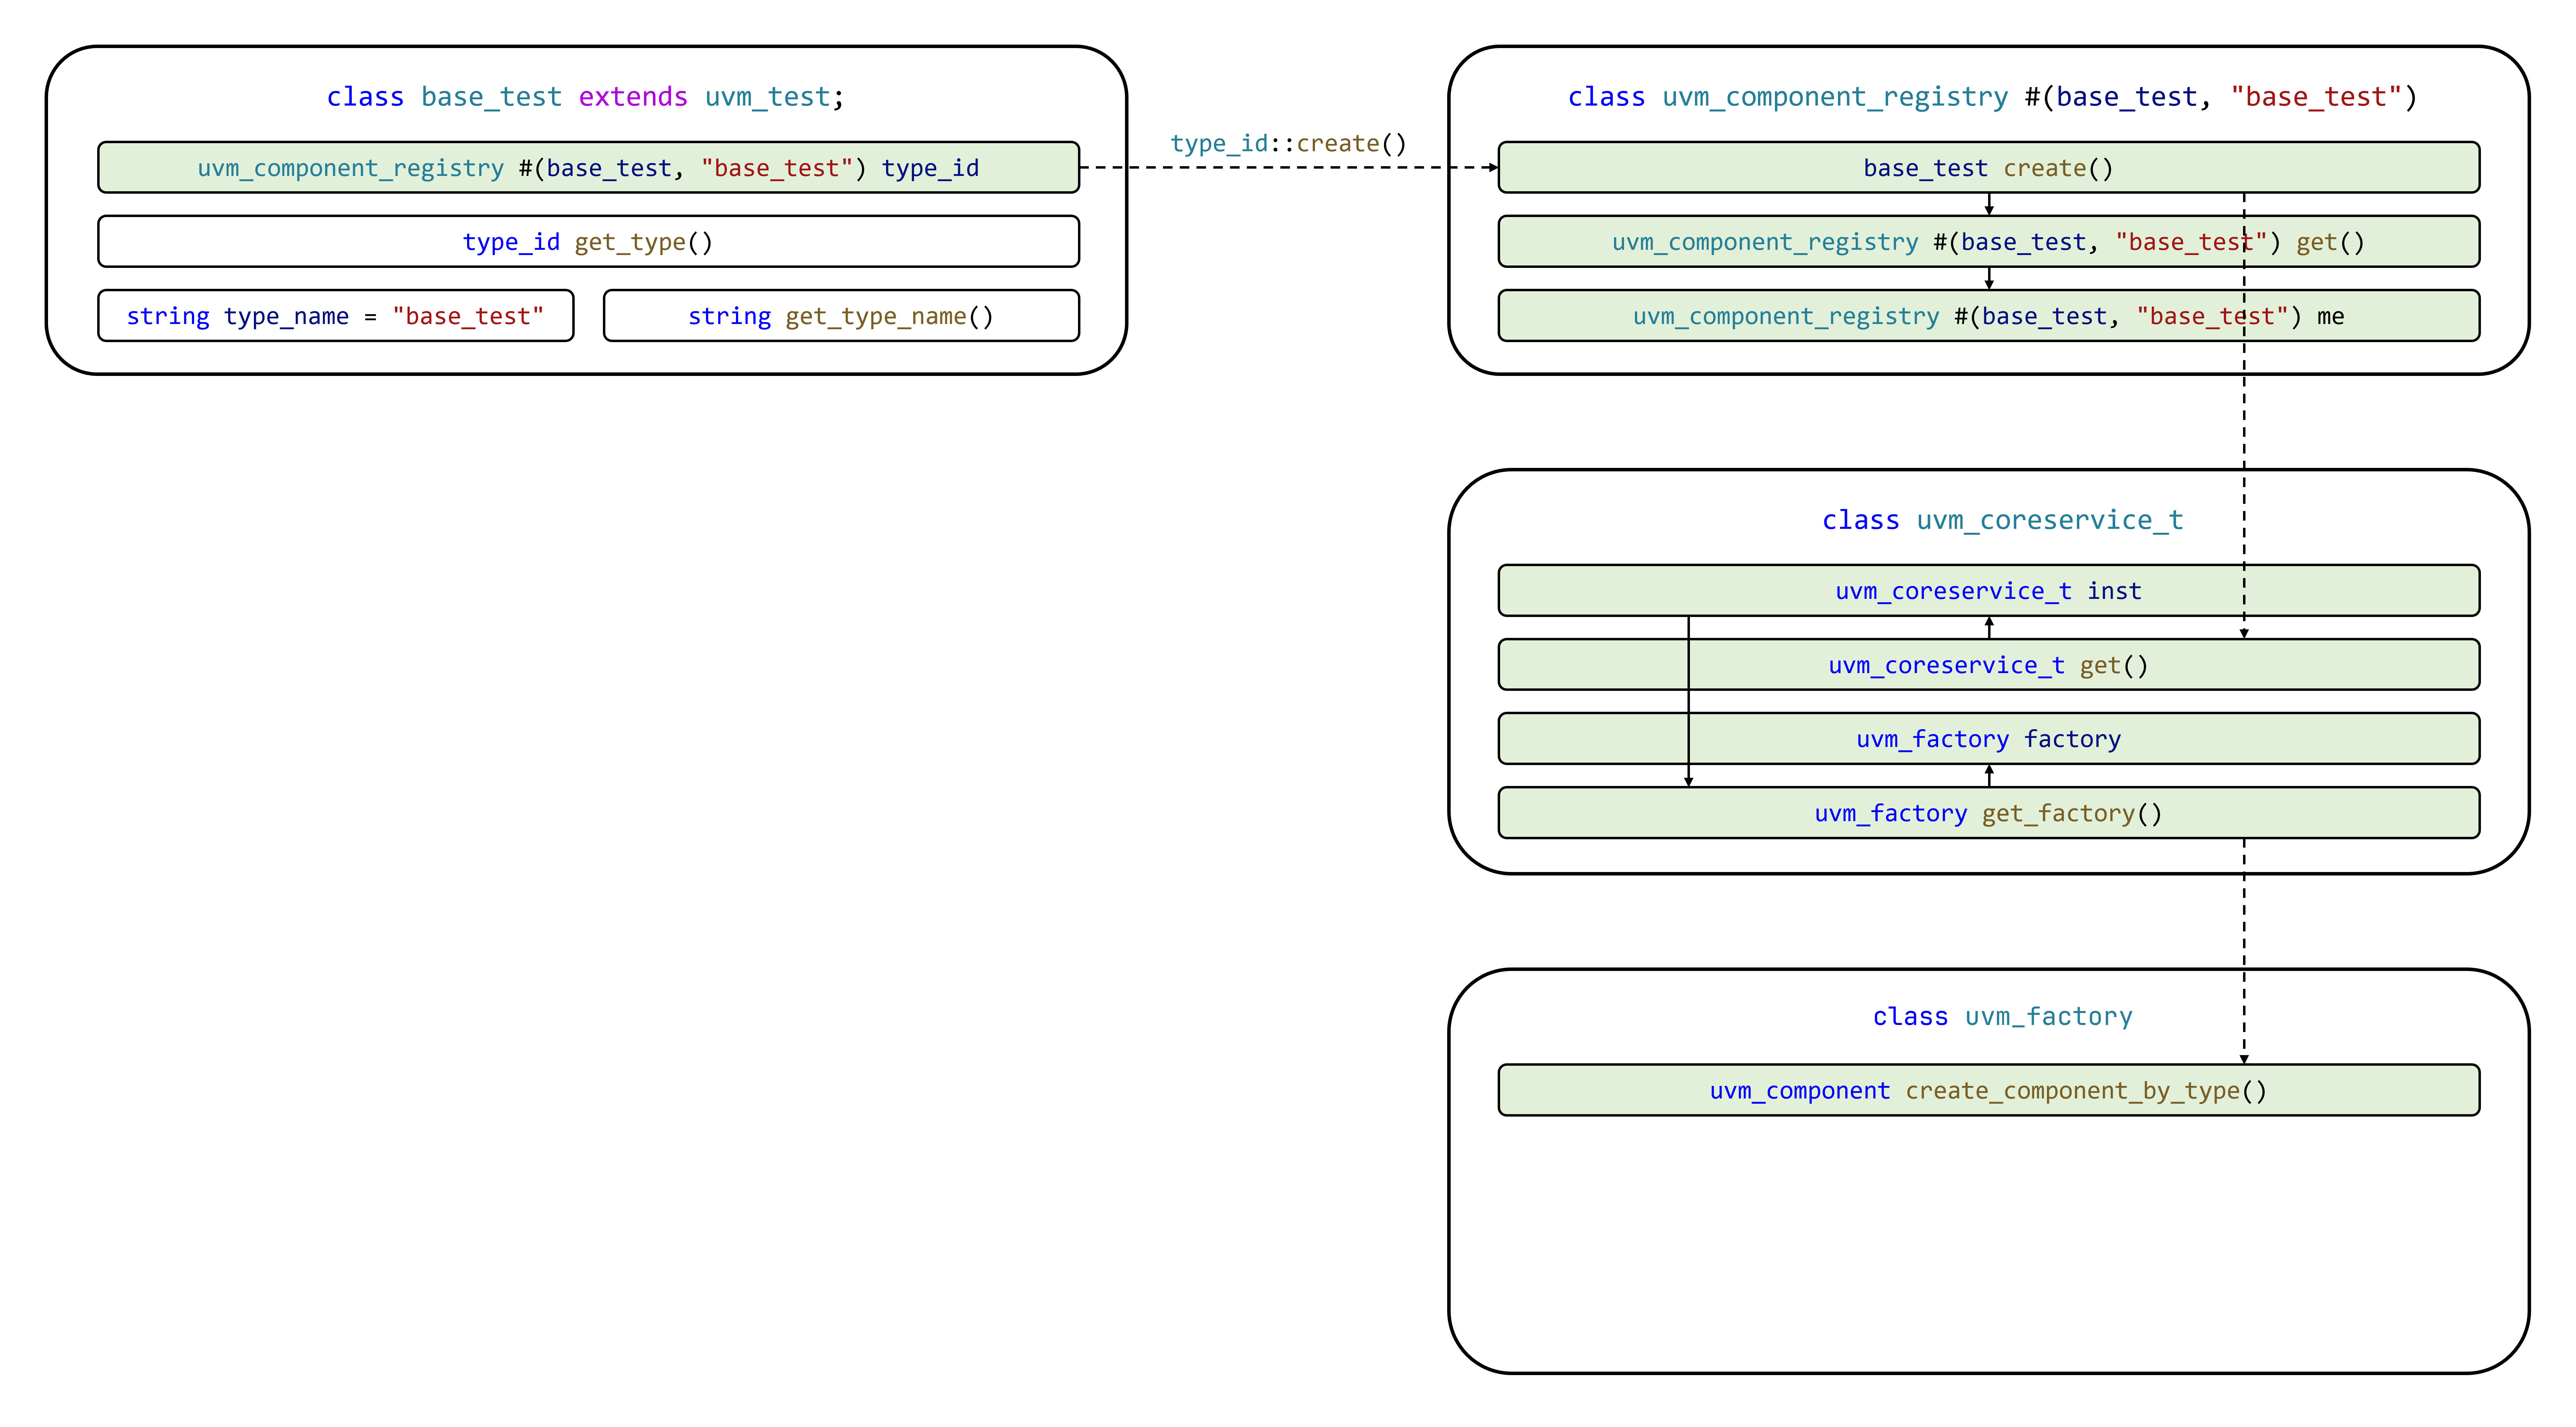 class base_test extends uvm_test;
uvm_component_registry #(base_test, "base_test") type_id
type_id get_type()
string type_name = "base_test"
string get_type_name()
type_id::create()
class uvm_component_registry #(base_test, "base_test")
base_test create()
uvm_component_registry #(base_test, "base_test") get()
uvm_component_registry #(base_test, "base_test") me
class uvm_coreservice_t
uvm_coreservice_t inst
uvm_coreservice_t get()
uvm_factory factory
uvm_factory get_factory()
class uvm_factory
uvm_component create_component_by_type()